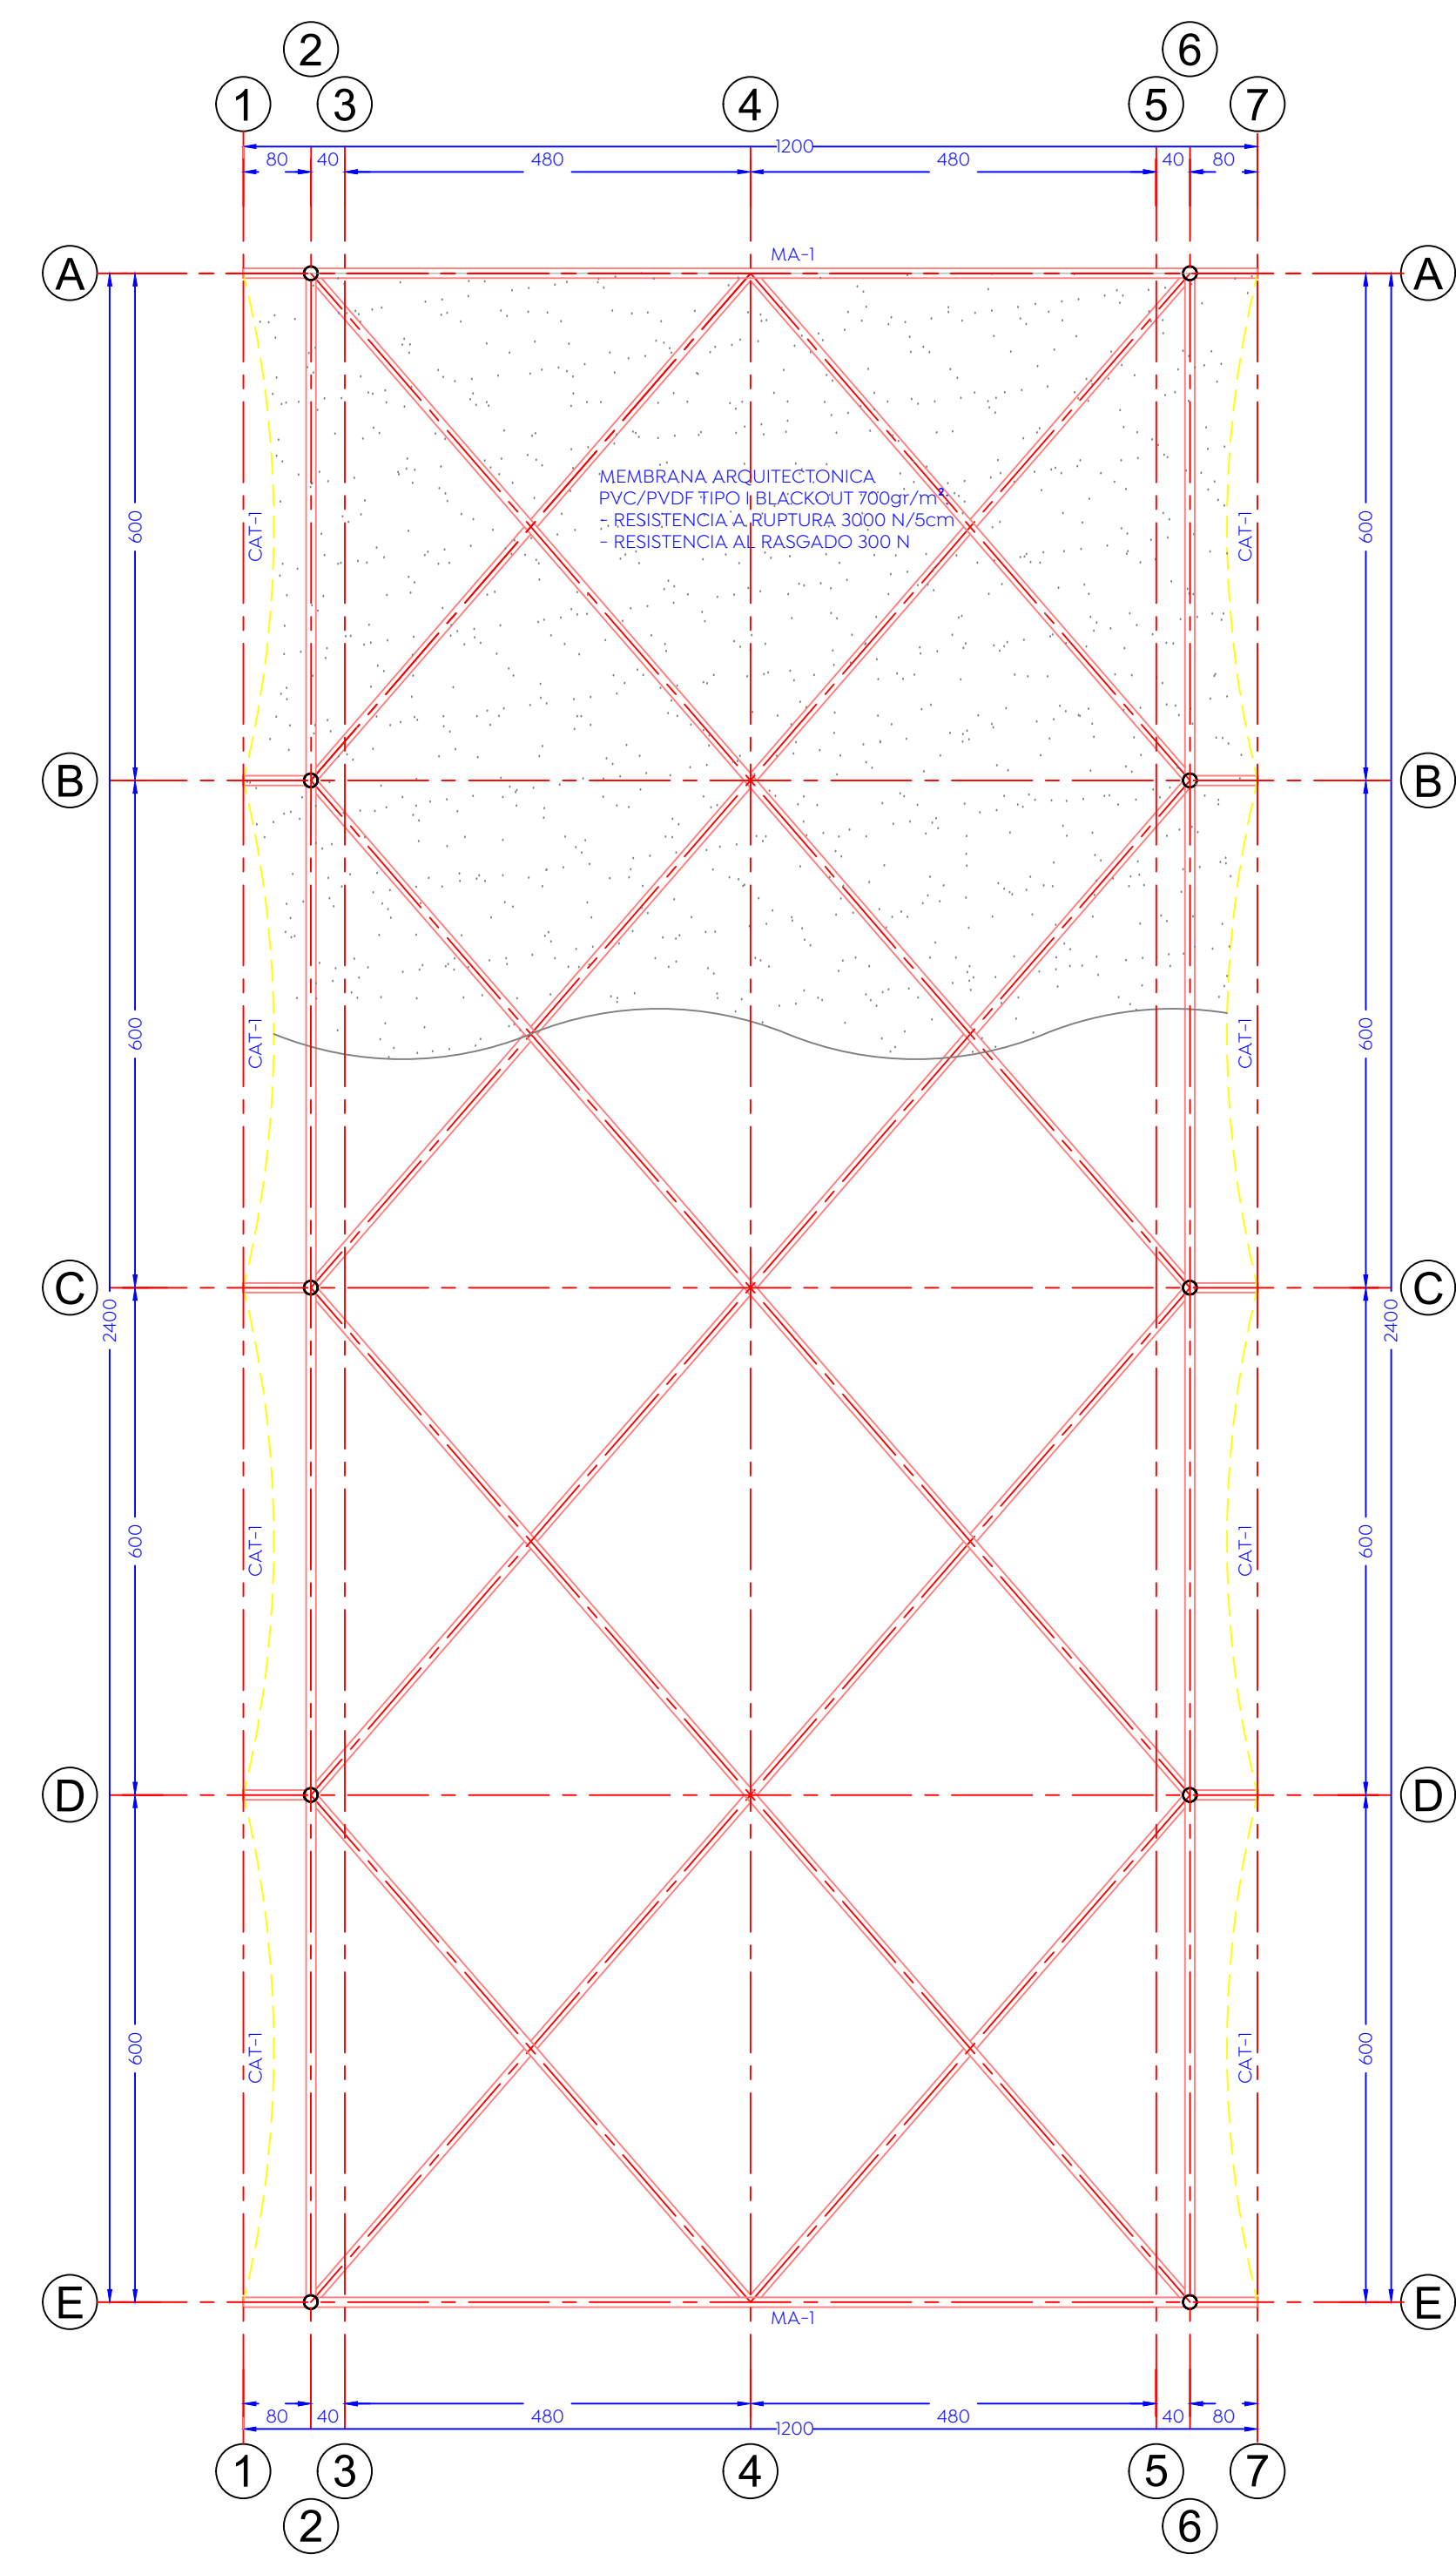 2 6
1 3 4 5 7
1200
80 40 480 480 40 80
MA-1
A A
MEMBRANA ARQUITECTONICA
PVC/PVDF TIPO I BLACKOUT 700gr/m².
- RESISTENCIA A RUPTURA 3000 N/5cm
- RESISTENCIA AL RASGADO 300 N
600 CAT-1 CAT-1 600
B B
600 CAT-1 CAT-1 600
C C
2400 2400
600 CAT-1 CAT-1 600
D D
600 CAT-1 CAT-1 600
E E
MA-1
80 40 480 480 40 80
1200
1 3 4 5 7
2 6